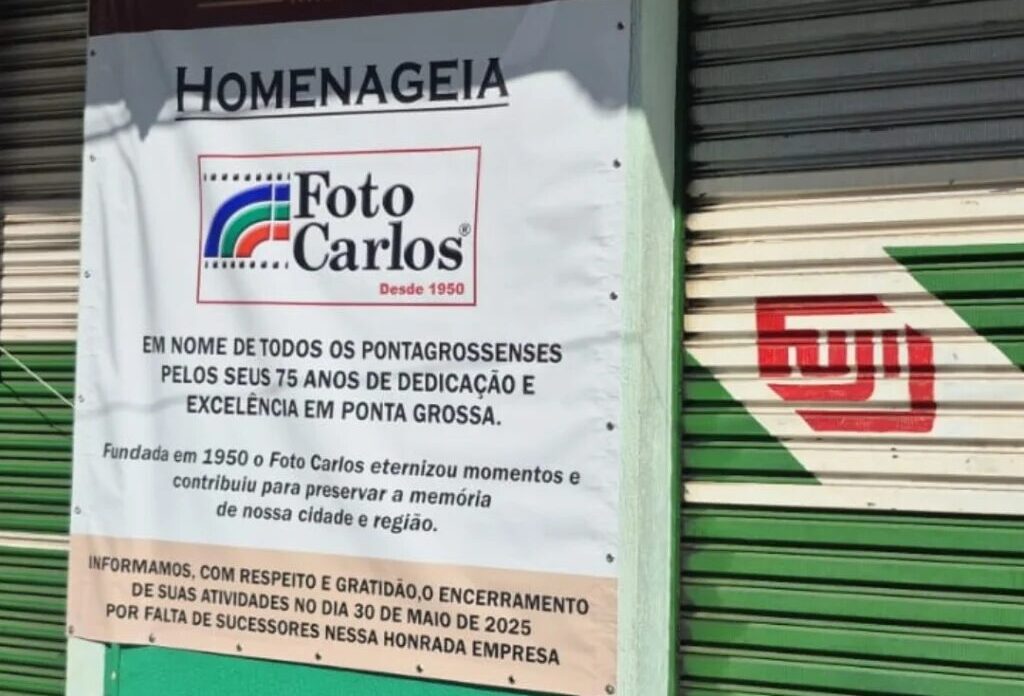 HOMENAGEIA
Foto
Carlos®
Desde 1950
EM NOME DE TODOS OS PONTAGROSSENSES
PELOS SEUS 75 ANOS DE DEDICAÇÃO E
EXCELÊNCIA EM PONTA GROSSA.
Fundada em 1950 o Foto Carlos eternizou momentos e
contribuiu para preservar a memória
de nossa cidade e região.
INFORMAMOS, COM RESPEITO E GRATIDÃO,O ENCERRAMENTO
DE SUAS ATIVIDADES NO DIA 30 DE MAIO DE 2025
POR FALTA DE SUCESSORES NESSA HONRADA EMPRESA
FUJI